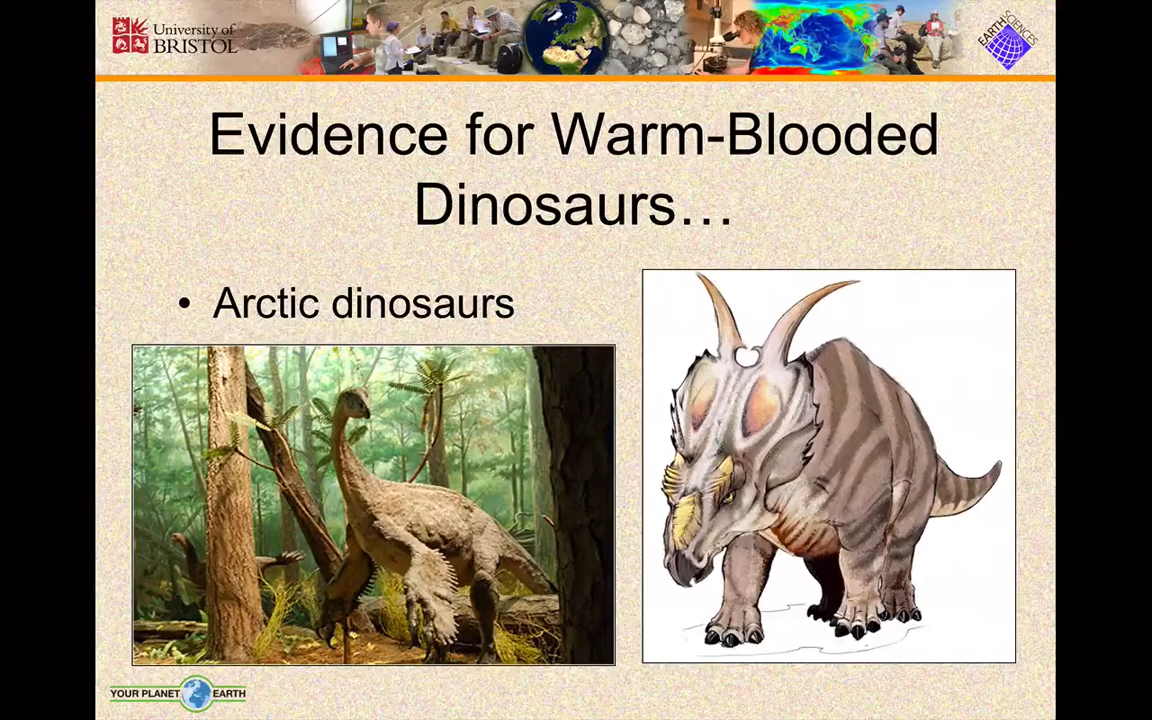 University of
BRISTOL
EARTH SCIENCES
Evidence for Warm-Blooded
Dinosaurs…
• Arctic dinosaurs
YOUR PLANET EARTH